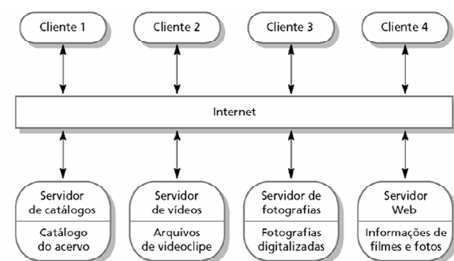 Cliente 1
Cliente 2
Cliente 3
Cliente 4
Internet
Servidor
de catálogos
Catálogo
do acervo
Servidor
de vídeos
Arquivos
de videoclipe
Servidor de
fotografias
Fotografias
digitalizadas
Servidor
Web
Informações de
filmes e fotos